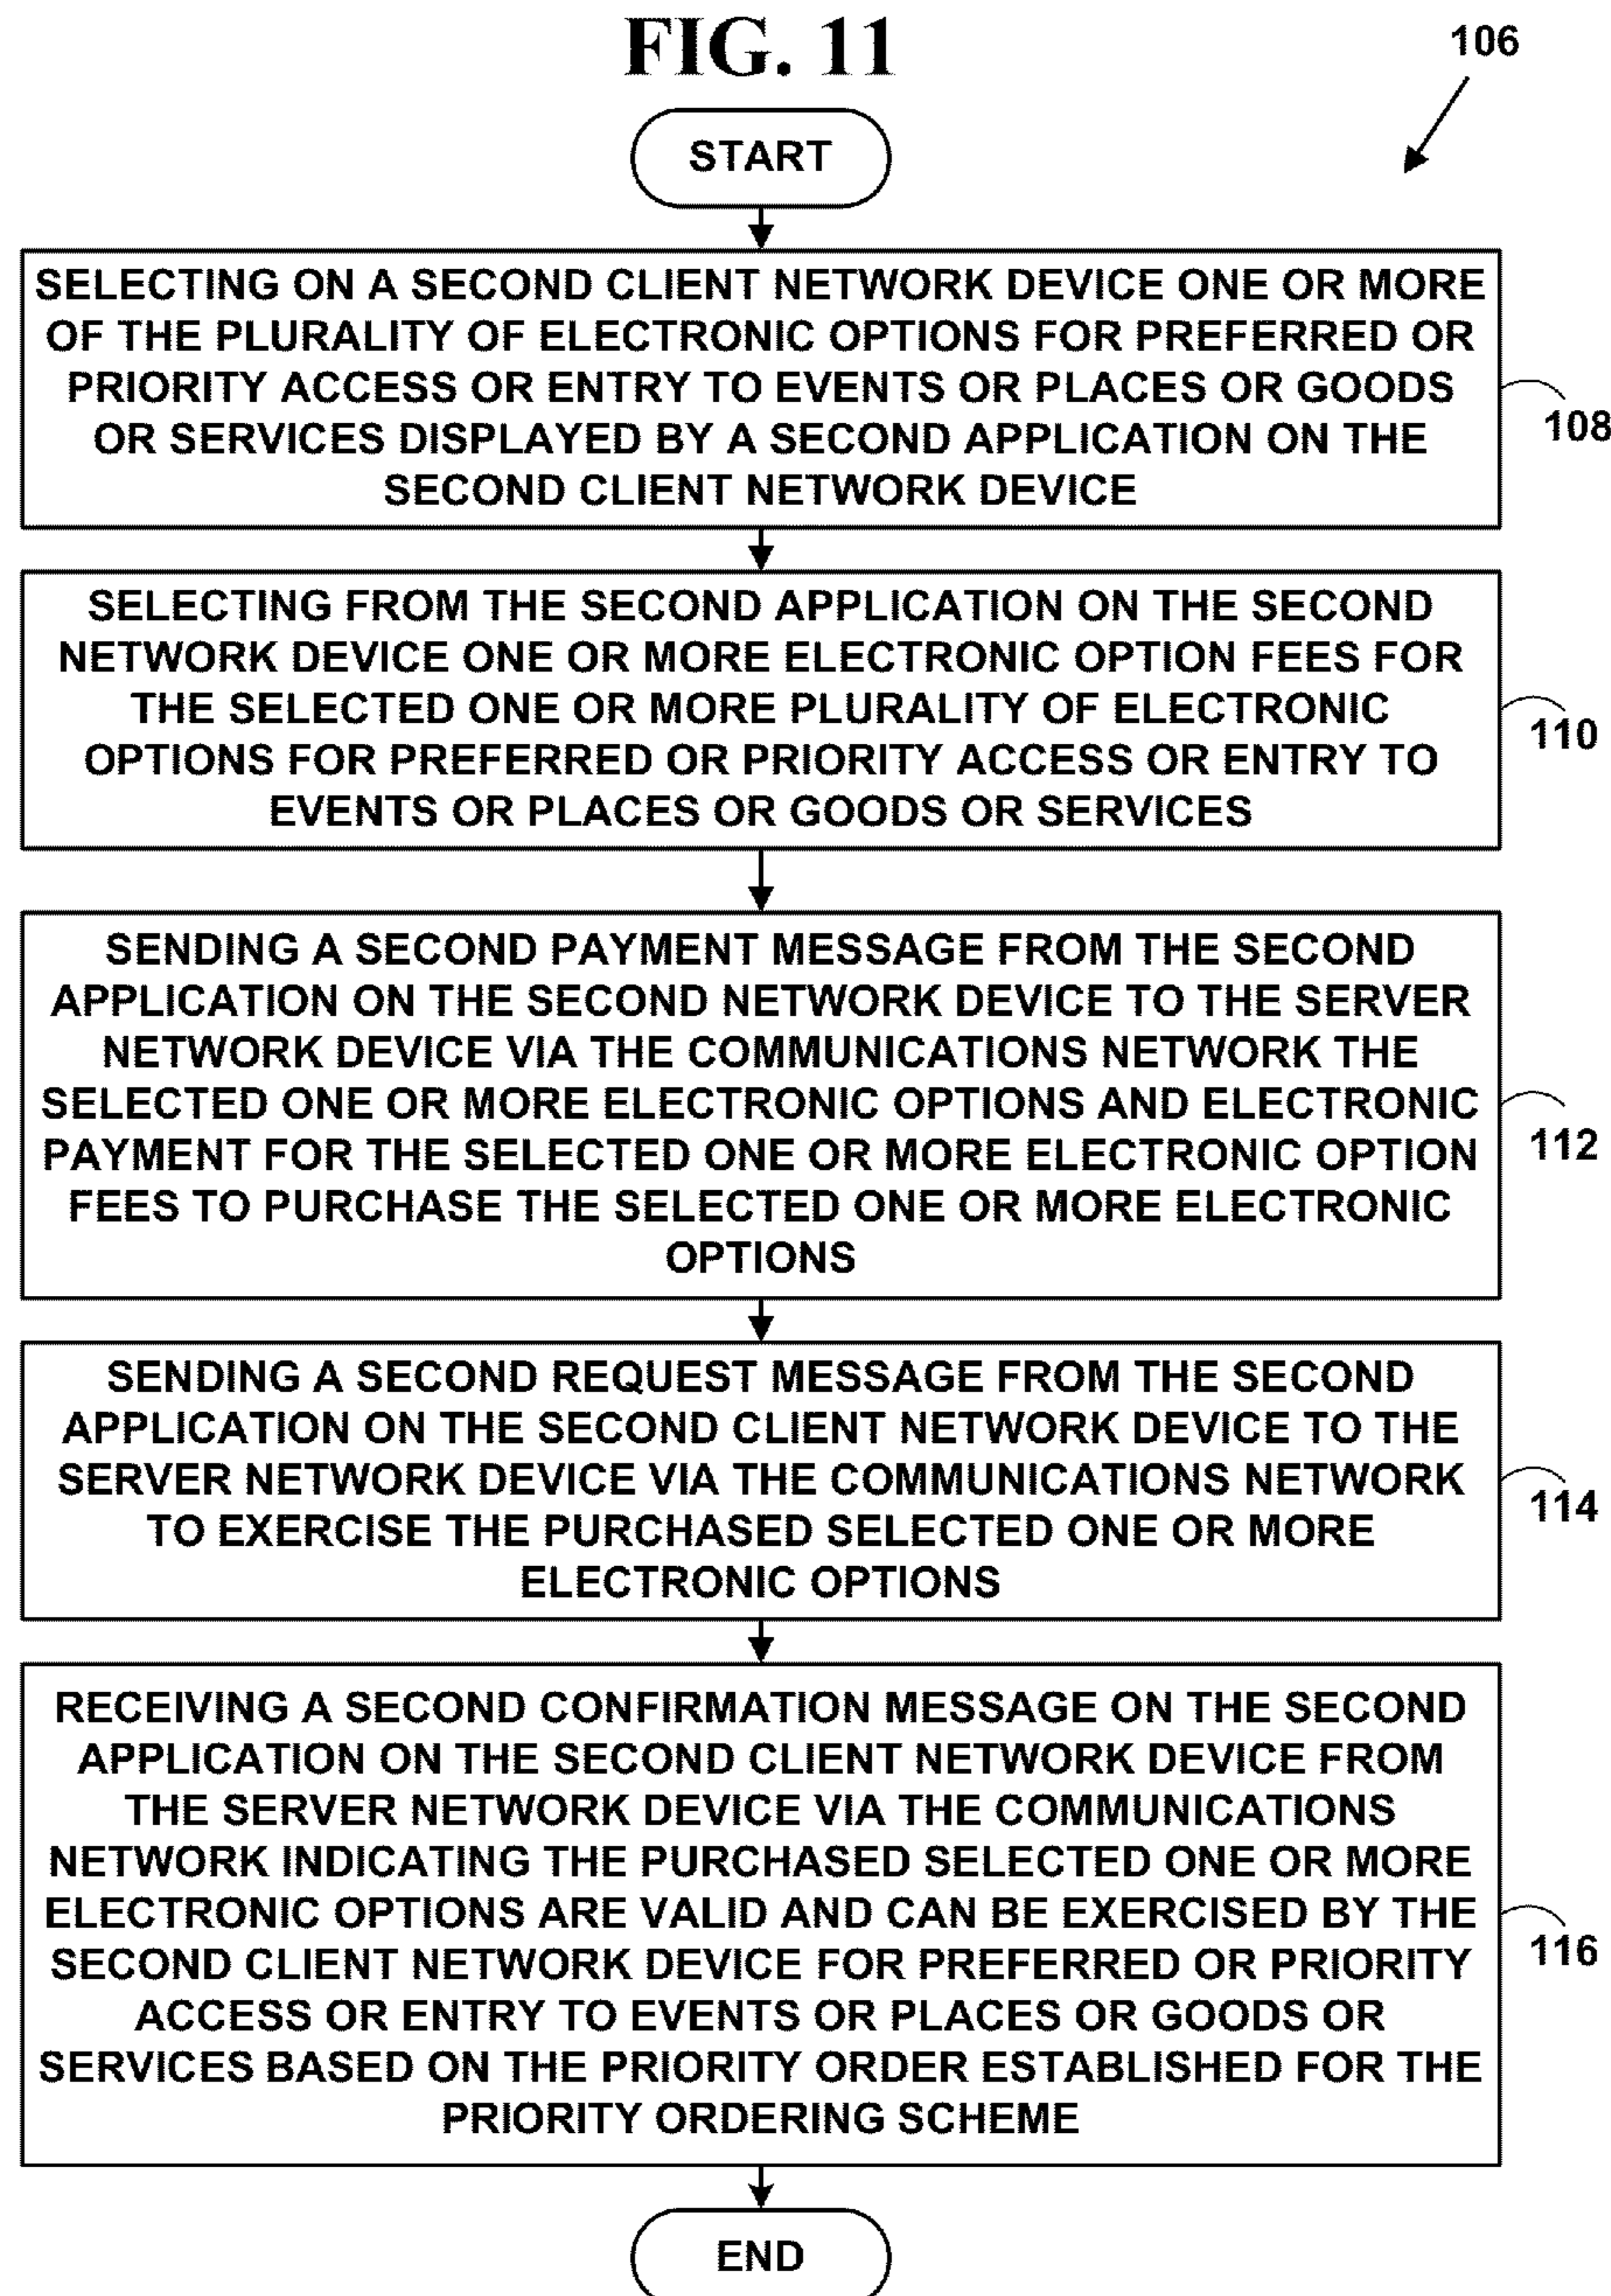 FIG. 11
106
START
SELECTING ON A SECOND CLIENT NETWORK DEVICE ONE OR MORE
OF THE PLURALITY OF ELECTRONIC OPTIONS FOR PREFERRED OR
PRIORITY ACCESS OR ENTRY TO EVENTS OR PLACES OR GOODS
OR SERVICES DISPLAYED BY A SECOND APPLICATION ON THE
SECOND CLIENT NETWORK DEVICE
108
SELECTING FROM THE SECOND APPLICATION ON THE SECOND
NETWORK DEVICE ONE OR MORE ELECTRONIC OPTION FEES FOR
THE SELECTED ONE OR MORE PLURALITY OF ELECTRONIC
OPTIONS FOR PREFERRED OR PRIORITY ACCESS OR ENTRY TO
EVENTS OR PLACES OR GOODS OR SERVICES
110
SENDING A SECOND PAYMENT MESSAGE FROM THE SECOND
APPLICATION ON THE SECOND NETWORK DEVICE TO THE SERVER
NETWORK DEVICE VIA THE COMMUNICATIONS NETWORK THE
SELECTED ONE OR MORE ELECTRONIC OPTIONS AND ELECTRONIC
PAYMENT FOR THE SELECTED ONE OR MORE ELECTRONIC OPTION
FEES TO PURCHASE THE SELECTED ONE OR MORE ELECTRONIC
OPTIONS
112
SENDING A SECOND REQUEST MESSAGE FROM THE SECOND
APPLICATION ON THE SECOND CLIENT NETWORK DEVICE TO THE
SERVER NETWORK DEVICE VIA THE COMMUNICATIONS NETWORK
TO EXERCISE THE PURCHASED SELECTED ONE OR MORE
ELECTRONIC OPTIONS
114
RECEIVING A SECOND CONFIRMATION MESSAGE ON THE SECOND
APPLICATION ON THE SECOND CLIENT NETWORK DEVICE FROM
THE SERVER NETWORK DEVICE VIA THE COMMUNICATIONS
NETWORK INDICATING THE PURCHASED SELECTED ONE OR MORE
ELECTRONIC OPTIONS ARE VALID AND CAN BE EXERCISED BY THE
SECOND CLIENT NETWORK DEVICE FOR PREFERRED OR PRIORITY
ACCESS OR ENTRY TO EVENTS OR PLACES OR GOODS OR
SERVICES BASED ON THE PRIORITY ORDER ESTABLISHED FOR THE
PRIORITY ORDERING SCHEME
116
END